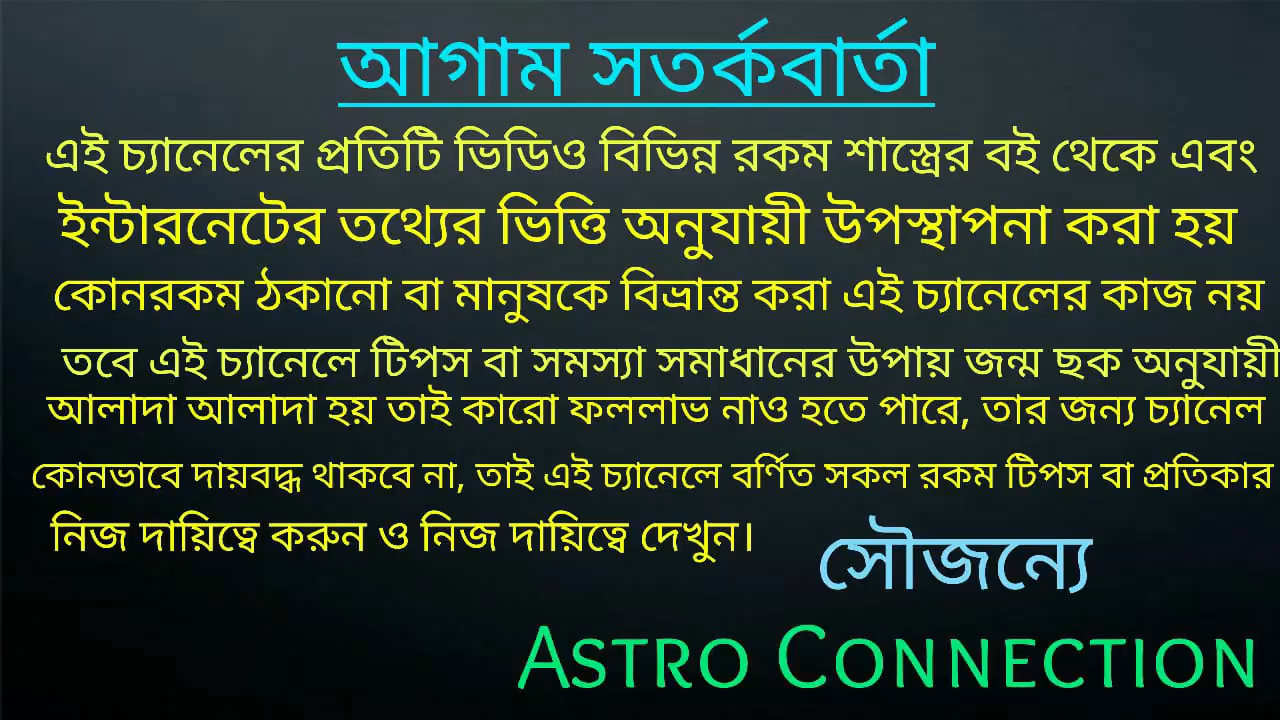 আগাম সতর্কবার্তা
এই চ্যানেলের প্রতিটি ভিডিও বিভিন্ন রকম শাস্ত্রের বই থেকে এবং
ইন্টারনেটের তথ্যের ভিত্তি অনুযায়ী উপস্থাপনা করা হয়
কোনরকম ঠকানো বা মানুষকে বিভ্রান্ত করা এই চ্যানেলের কাজ নয়
তবে এই চ্যানেলে টিপস বা সমস্যা সমাধানের উপায় জন্ম ছক অনুযায়ী
আলাদা আলাদা হয় তাই কারো ফললাভ নাও হতে পারে, তার জন্য চ্যানেল
কোনভাবে দায়বদ্ধ থাকবে না, তাই এই চ্যানেলে বর্ণিত সকল রকম টিপস বা প্রতিকার
নিজ দায়িত্বে করুন ও নিজ দায়িত্বে দেখুন।
সৌজন্যে
ASTRO CONNECTION